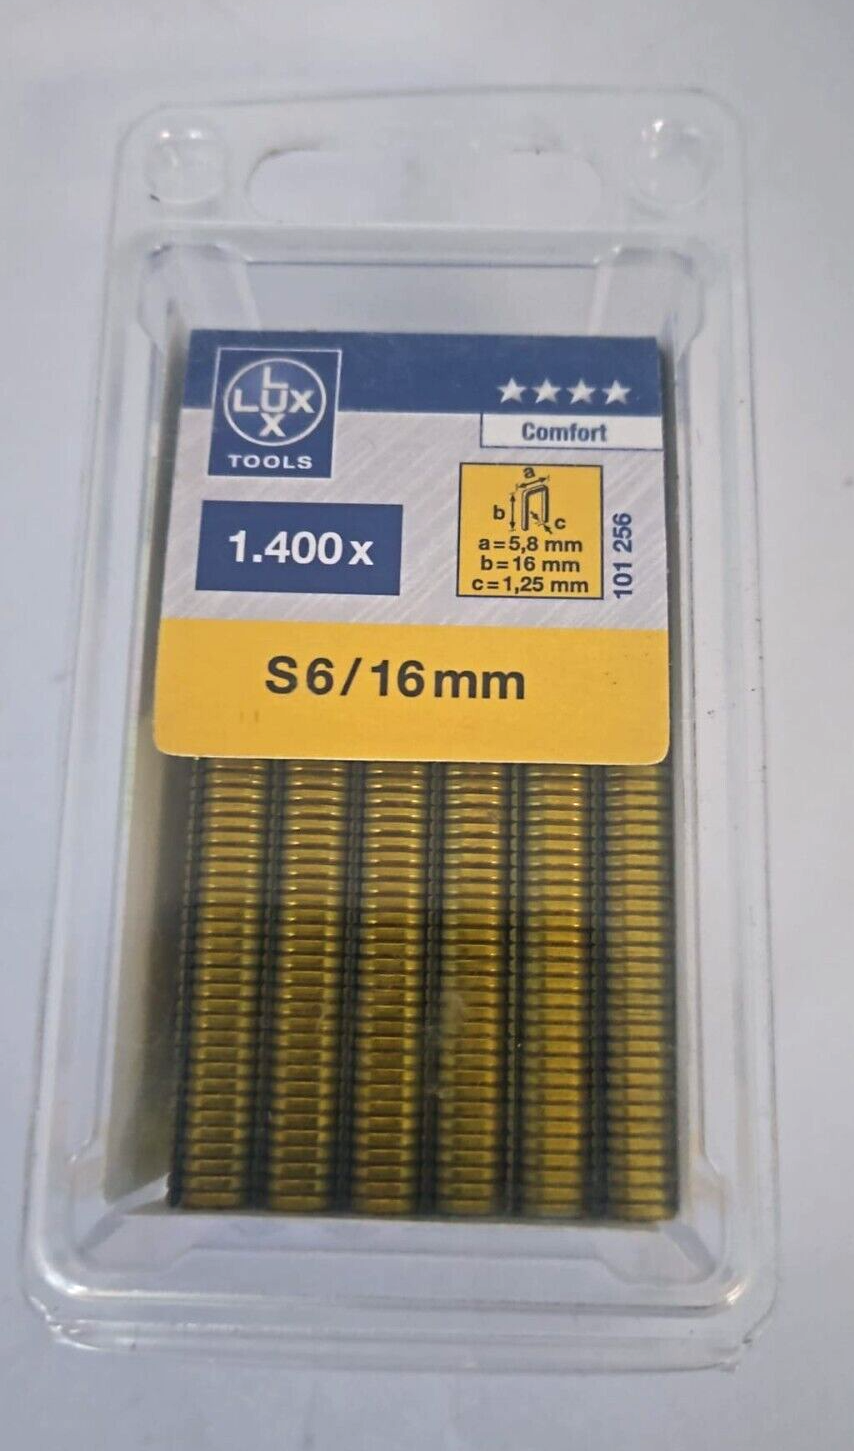 L
LUX
X
TOOLS
★★★★
Comfort
1.400 x
a
b
c
a=5,8 mm
b=16 mm
c=1,25 mm
101 256
S6/16mm